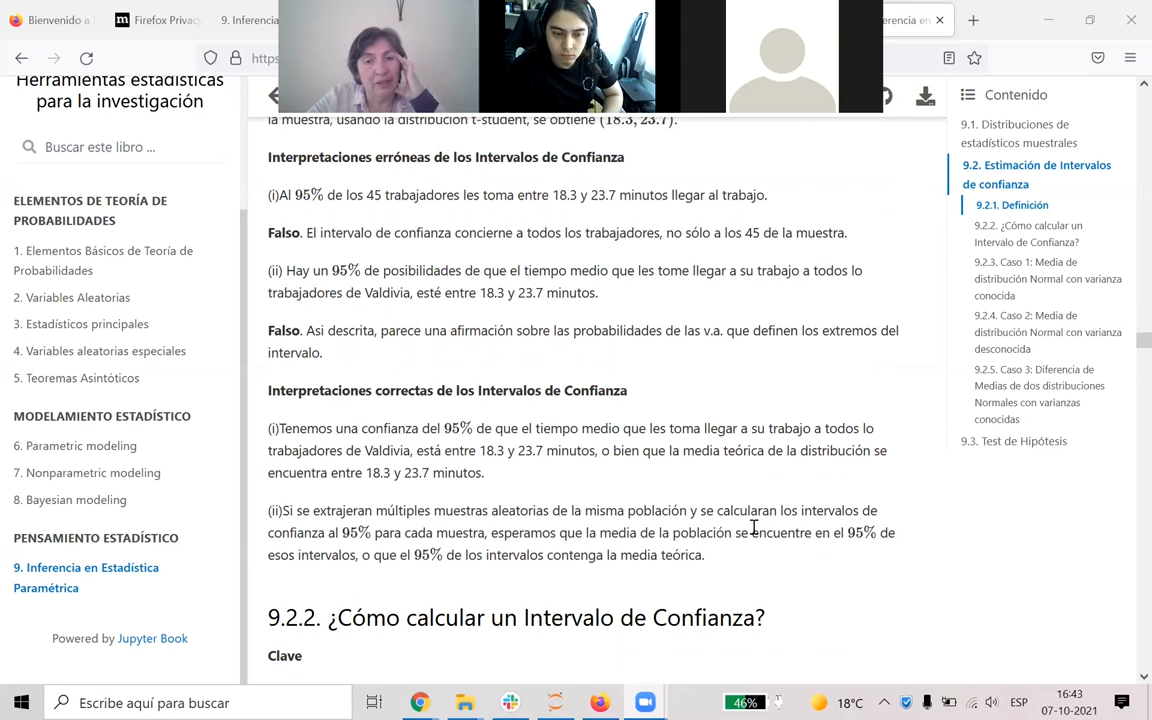 Bienvenido a
Firefox Privacy
9. Inferencia
erencia en
https
Herramientas estadísticas
para la investigación
Buscar este libro ...
ELEMENTOS DE TEORÍA DE
PROBABILIDADES
1. Elementos Básicos de Teoría de
Probabilidades
2. Variables Aleatorias
3. Estadísticos principales
4. Variables aleatorias especiales
5. Teoremas Asintóticos
MODELAMIENTO ESTADÍSTICO
6. Parametric modeling
7. Nonparametric modeling
8. Bayesian modeling
PENSAMIENTO ESTADÍSTICO
9. Inferencia en Estadística
Paramétrica
Powered by Jupyter Book
la muestra, usando la distribución t-student, se obtiene (18.3, 23.7).
Interpretaciones erróneas de los Intervalos de Confianza
(i)Al 95% de los 45 trabajadores les toma entre 18.3 y 23.7 minutos llegar al trabajo.
Falso. El intervalo de confianza concierne a todos los trabajadores, no sólo a los 45 de la muestra.
(ii) Hay un 95% de posibilidades de que el tiempo medio que les tome llegar a su trabajo a todos lo
trabajadores de Valdivia, esté entre 18.3 y 23.7 minutos.
Falso. Asi descrita, parece una afirmación sobre las probabilidades de las v.a. que definen los extremos del
intervalo.
Interpretaciones correctas de los Intervalos de Confianza
(i)Tenemos una confianza del 95% de que el tiempo medio que les toma llegar a su trabajo a todos lo
trabajadores de Valdivia, está entre 18.3 y 23.7 minutos, o bien que la media teórica de la distribución se
encuentra entre 18.3 y 23.7 minutos.
(ii)Si se extrajeran múltiples muestras aleatorias de la misma población y se calcularan los intervalos de
confianza al 95% para cada muestra, esperamos que la media de la población se encuentre en el 95% de
esos intervalos, o que el 95% de los intervalos contenga la media teórica.
9.2.2. ¿Cómo calcular un Intervalo de Confianza?
Clave
Contenido
9.1. Distribuciones de
estadísticos muestrales
9.2. Estimación de Intervalos
de confianza
9.2.1. Definición
9.2.2. ¿Cómo calcular un
Intervalo de Confianza?
9.2.3. Caso 1: Media de
distribución Normal con varianza
conocida
9.2.4. Caso 2: Media de
distribución Normal con varianza
desconocida
9.2.5. Caso 3: Diferencia de
Medias de dos distribuciones
Normales con varianzas
conocidas
9.3. Test de Hipótesis
Escribe aquí para buscar
46%
18°C
ESP
16:43
07-10-2021